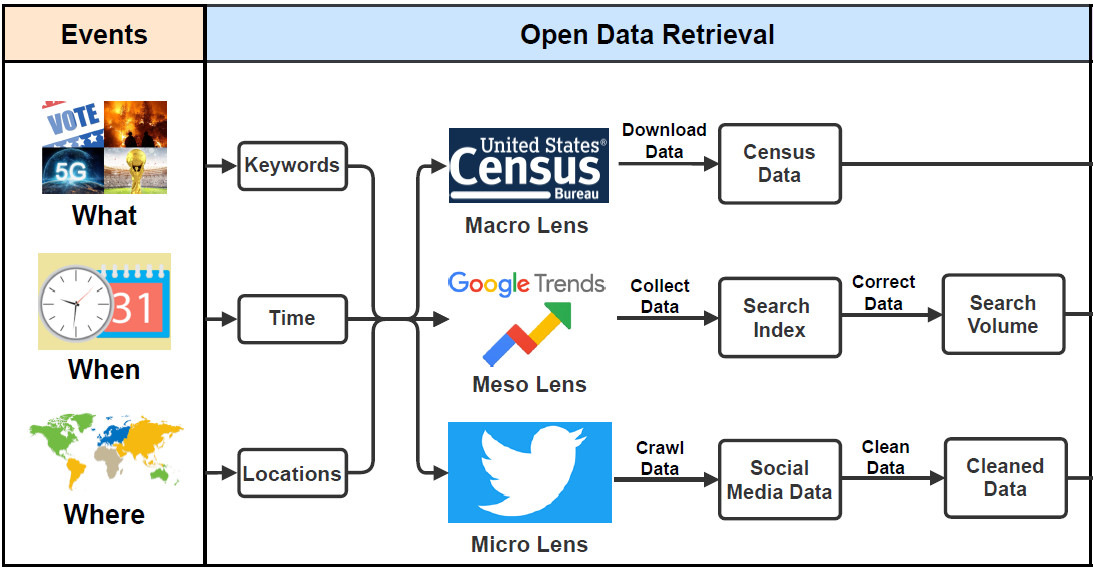 Events
Open Data Retrieval
VOTE
5G
What
31
When
Where
Keywords
Time
Locations
United States®
Census
Bureau
Macro Lens
Download
Data
Census
Data
Google Trends
Meso Lens
Collect
Data
Search
Index
Correct
Data
Search
Volume
Micro Lens
Crawl
Data
Social
Media Data
Clean
Data
Cleaned
Data